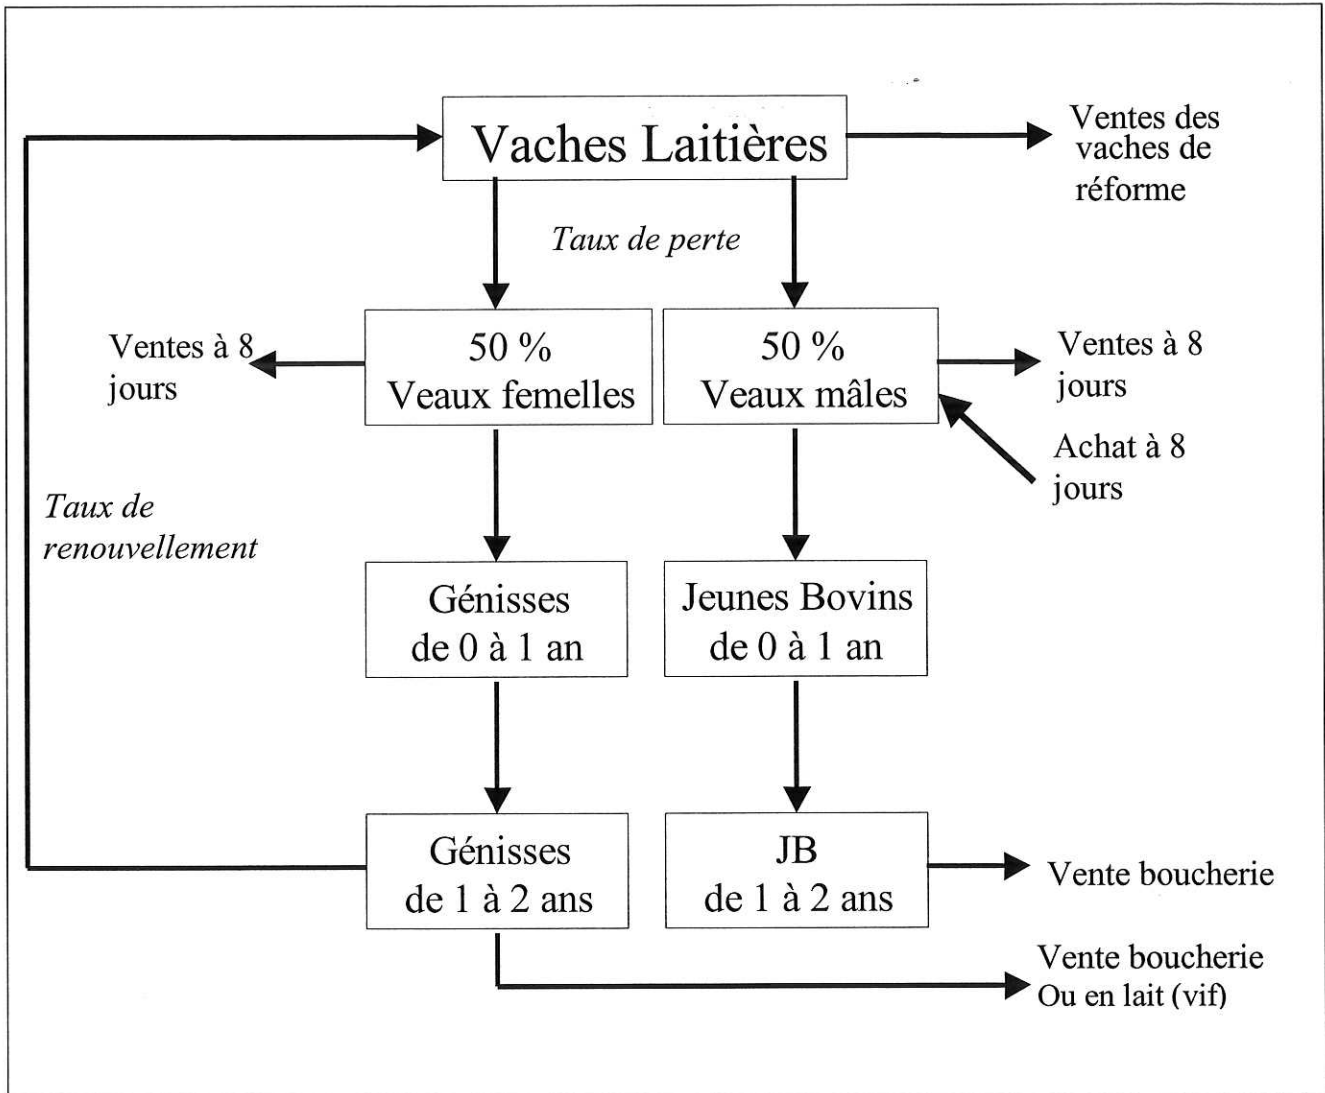 Vaches Laitières
Ventes des
vaches de
réforme
Taux de perte
Ventes à 8
jours
50 %
Veaux femelles
50 %
Veaux mâles
Ventes à 8
jours
Achat à 8
jours
Taux de
renouvellement
Génisses
de 0 à 1 an
Jeunes Bovins
de 0 à 1 an
Génisses
de 1 à 2 ans
JB
de 1 à 2 ans
Vente boucherie
Vente boucherie
Ou en lait (vif)